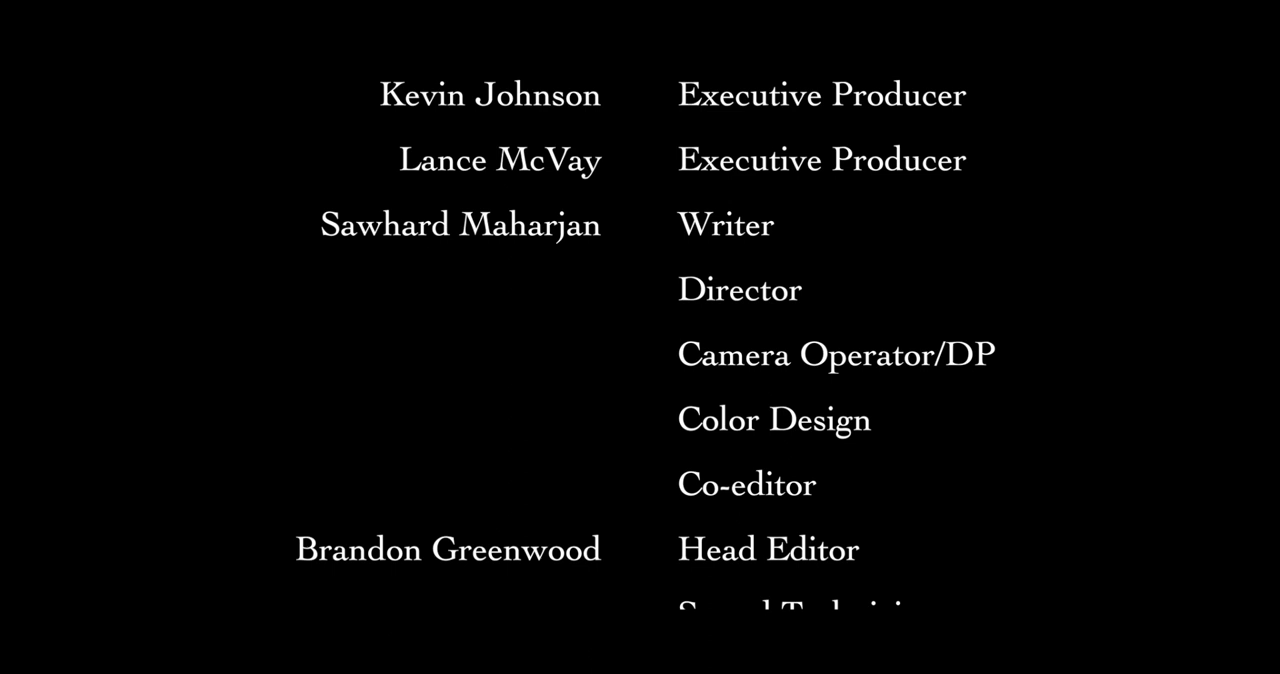 Kevin Johnson Executive Producer
Lance McVay Executive Producer
Sawhard Maharjan Writer
Director
Camera Operator/DP
Color Design
Co-editor
Brandon Greenwood Head Editor